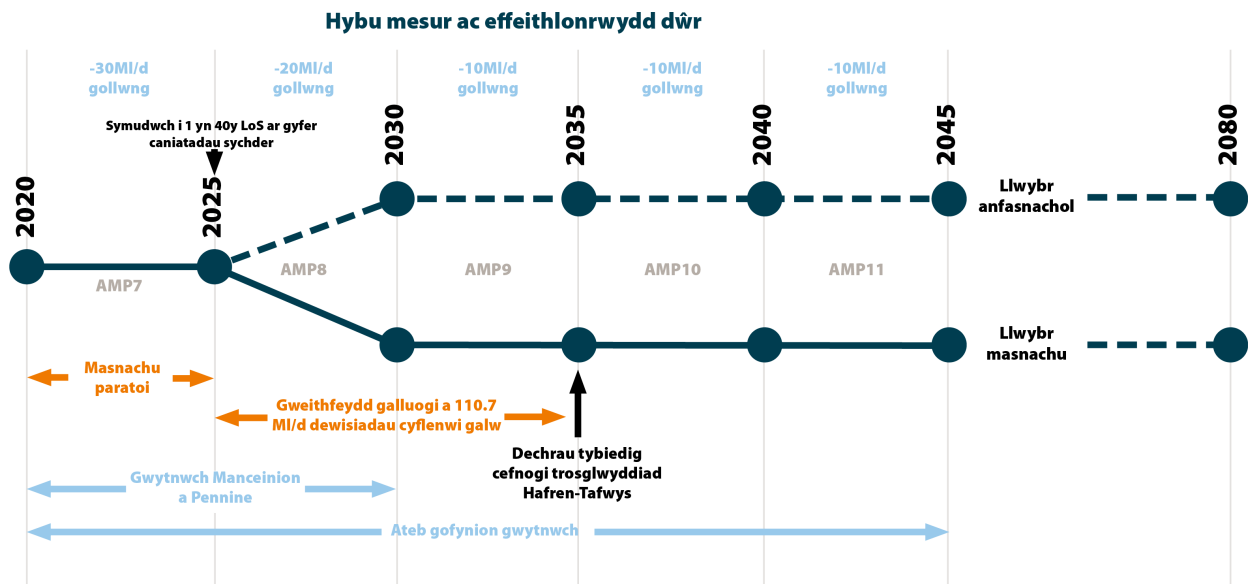 Hybu mesur ac effeithlonrwydd dŵr
-30Ml/d
gollwng
-20Ml/d
gollwng
-10Ml/d
gollwng
-10Ml/d
gollwng
-10Ml/d
gollwng
Symudwch i 1 yn 40y LoS ar gyfer
caniatadau sychder
2020
2025
2030
2035
2040
2045
2080
Llwybr
anfasnachol
AMP7
AMP8
AMP9
AMP10
AMP11
Llwybr
masnachu
Masnachu
paratoi
Gweithfeydd galluogi a 110.7
Ml/d dewisiadau cyflenwi galw
Dechrau tybiedig
cefnogi trosglwyddiad
Hafren-Tafwys
Gwytnwch Manceinion
a Pennine
Ateb gofynion gwytnwch